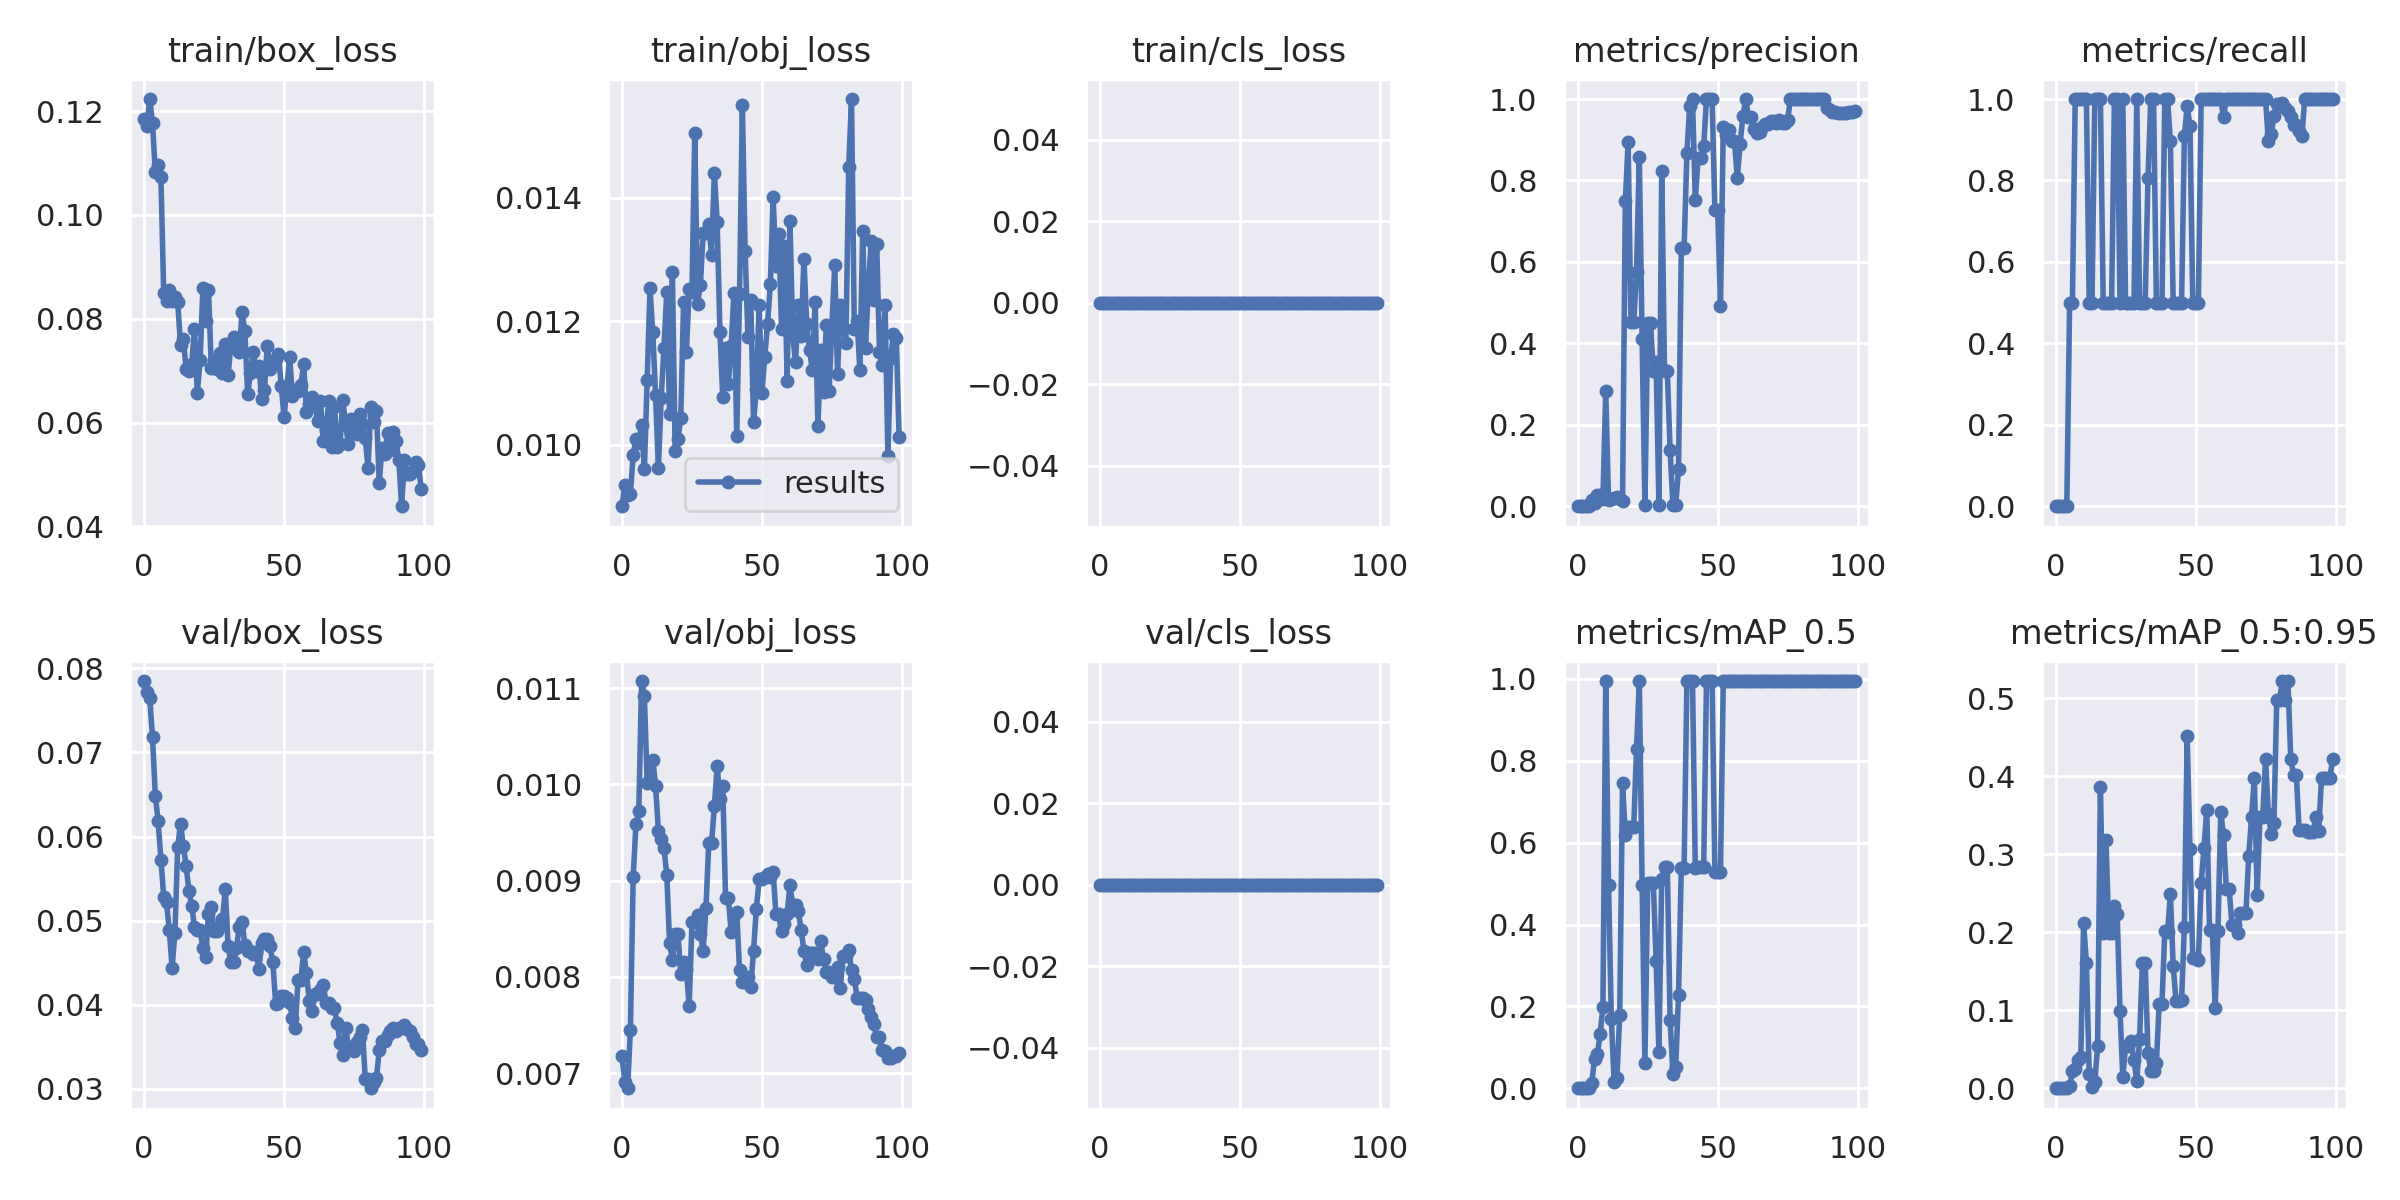 train/box_loss
0.12
0.10
0.08
0.06
0.04
0 50 100
train/obj_loss
0.014
0.012
0.010
results
0 50 100
train/cls_loss
0.04
0.02
0.00
−0.02
−0.04
0 50 100
metrics/precision
1.0
0.8
0.6
0.4
0.2
0.0
0 50 100
metrics/recall
1.0
0.8
0.6
0.4
0.2
0.0
0 50 100
val/box_loss
0.08
0.07
0.06
0.05
0.04
0.03
0 50 100
val/obj_loss
0.011
0.010
0.009
0.008
0.007
0 50 100
val/cls_loss
0.04
0.02
0.00
−0.02
−0.04
0 50 100
metrics/mAP_0.5
1.0
0.8
0.6
0.4
0.2
0.0
0 50 100
metrics/mAP_0.5:0.95
0.5
0.4
0.3
0.2
0.1
0.0
0 50 100